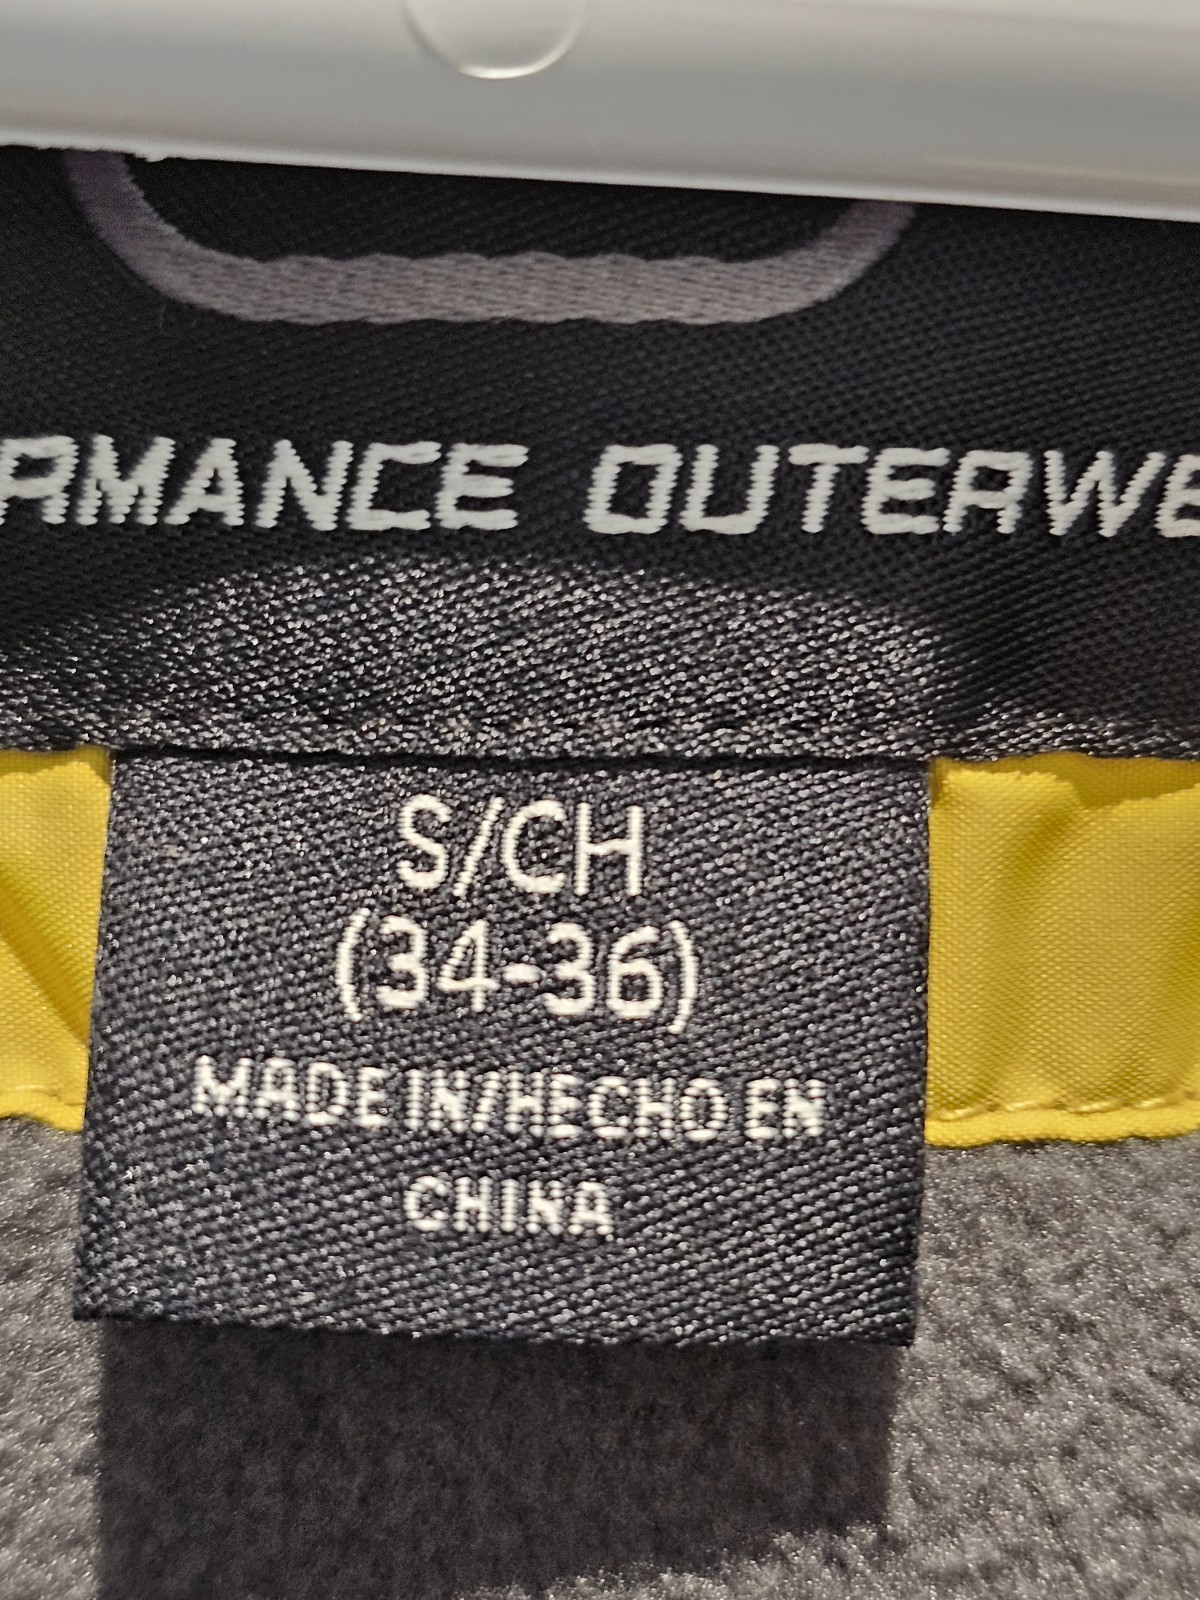 RMANCE OUTERWE
S/CH
(34-36)
MADE IN/HECHO EN
CHINA